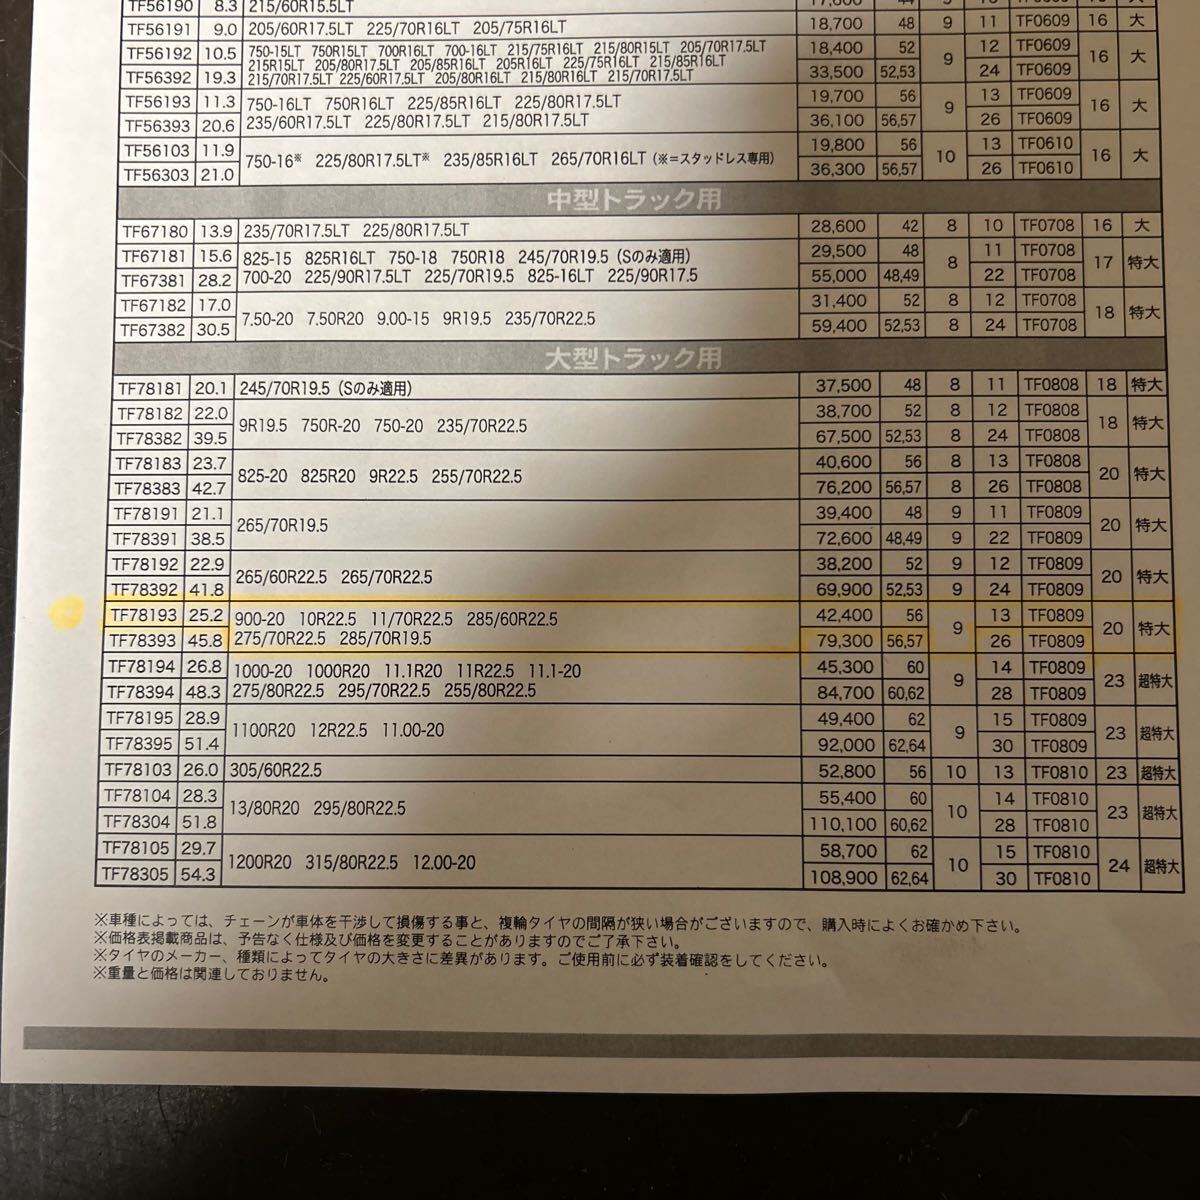 TF56190 8.3 215/60R15.5LT
TF56191 9.0 205/60R17.5LT 225/70R16LT 205/75R16LT 18,700 48 9 11 TF0609 16 大
TF56192 10.5 750-15LT 750R15LT 700R16LT 700-16LT 215/75R16LT 215/80R15LT 205/70R17.5LT 18,400 52 9 12 TF0609 16 大
215R15LT 205/80R17.5LT 205/85R16LT 205R16LT 225/75R16LT 215/85R16LT
TF56392 19.3 215/70R17.5LT 225/60R17.5LT 205/80R16LT 215/80R16LT 215/70R17.5LT 33,500 52,53 24 TF0609
TF56193 11.3 750-16LT 750R16LT 225/85R16LT 225/80R17.5LT 19,700 56 9 13 TF0609 16 大
TF56393 20.6 235/60R17.5LT 225/80R17.5LT 215/80R17.5LT 36,100 56,57 26 TF0609
TF56103 11.9 750-16※ 225/80R17.5LT※ 235/85R16LT 265/70R16LT (※=スタッドレス専用) 19,800 56 10 13 TF0610 16 大
TF56303 21.0 36,300 56,57 26 TF0610
中型トラック用
TF67180 13.9 235/70R17.5LT 225/80R17.5LT 28,600 42 8 10 TF0708 16 大
TF67181 15.6 825-15 825R16LT 750-18 750R18 245/70R19.5 (Sのみ適用) 29,500 48 8 11 TF0708 17 特大
TF67381 28.2 700-20 225/90R17.5LT 225/70R19.5 825-16LT 225/90R17.5 55,000 48,49 22 TF0708
TF67182 17.0 7.50-20 7.50R20 9.00-15 9R19.5 235/70R22.5 31,400 52 8 12 TF0708 18 特大
TF67382 30.5 59,400 52,53 8 24 TF0708
大型トラック用
TF78181 20.1 245/70R19.5 (Sのみ適用) 37,500 48 8 11 TF0808 18 特大
TF78182 22.0 9R19.5 750R-20 750-20 235/70R22.5 38,700 52 8 12 TF0808 18 特大
TF78382 39.5 67,500 52,53 8 24 TF0808
TF78183 23.7 825-20 825R20 9R22.5 255/70R22.5 40,600 56 8 13 TF0808 20 特大
TF78383 42.7 76,200 56,57 8 26 TF0808
TF78191 21.1 265/70R19.5 39,400 48 9 11 TF0809 20 特大
TF78391 38.5 72,600 48,49 9 22 TF0809
TF78192 22.9 265/60R22.5 265/70R22.5 38,200 52 9 12 TF0809 20 特大
TF78392 41.8 69,900 52,53 9 24 TF0809
TF78193 25.2 900-20 10R22.5 11/70R22.5 285/60R22.5 42,400 56 9 13 TF0809 20 特大
TF78393 45.8 275/70R22.5 285/70R19.5 79,300 56,57 26 TF0809
TF78194 26.8 1000-20 1000R20 11.1R20 11R22.5 11.1-20 45,300 60 9 14 TF0809 23 超特大
TF78394 48.3 275/80R22.5 295/70R22.5 255/80R22.5 84,700 60,62 28 TF0809
TF78195 28.9 1100R20 12R22.5 11.00-20 49,400 62 9 15 TF0809 23 超特大
TF78395 51.4 92,000 62,64 30 TF0809
TF78103 26.0 305/60R22.5 52,800 56 10 13 TF0810 23 超特大
TF78104 28.3 13/80R20 295/80R22.5 55,400 60 10 14 TF0810 23 超特大
TF78304 51.8 110,100 60,62 28 TF0810
TF78105 29.7 1200R20 315/80R22.5 12.00-20 58,700 62 10 15 TF0810 24 超特大
TF78305 54.3 108,900 62,64 30 TF0810
※車種によっては、チェーンが車体を干渉して損傷する事と、複輪タイヤの間隔が狭い場合がございますので、購入時によくお確かめ下さい。
※価格表掲載商品は、予告なく仕様及び価格を変更することがありますのでご了承下さい。
※タイヤのメーカー、種類によってタイヤの大きさに差異があります。ご使用前に必ず装着確認をしてください。
※重量と価格は関連しておりません。